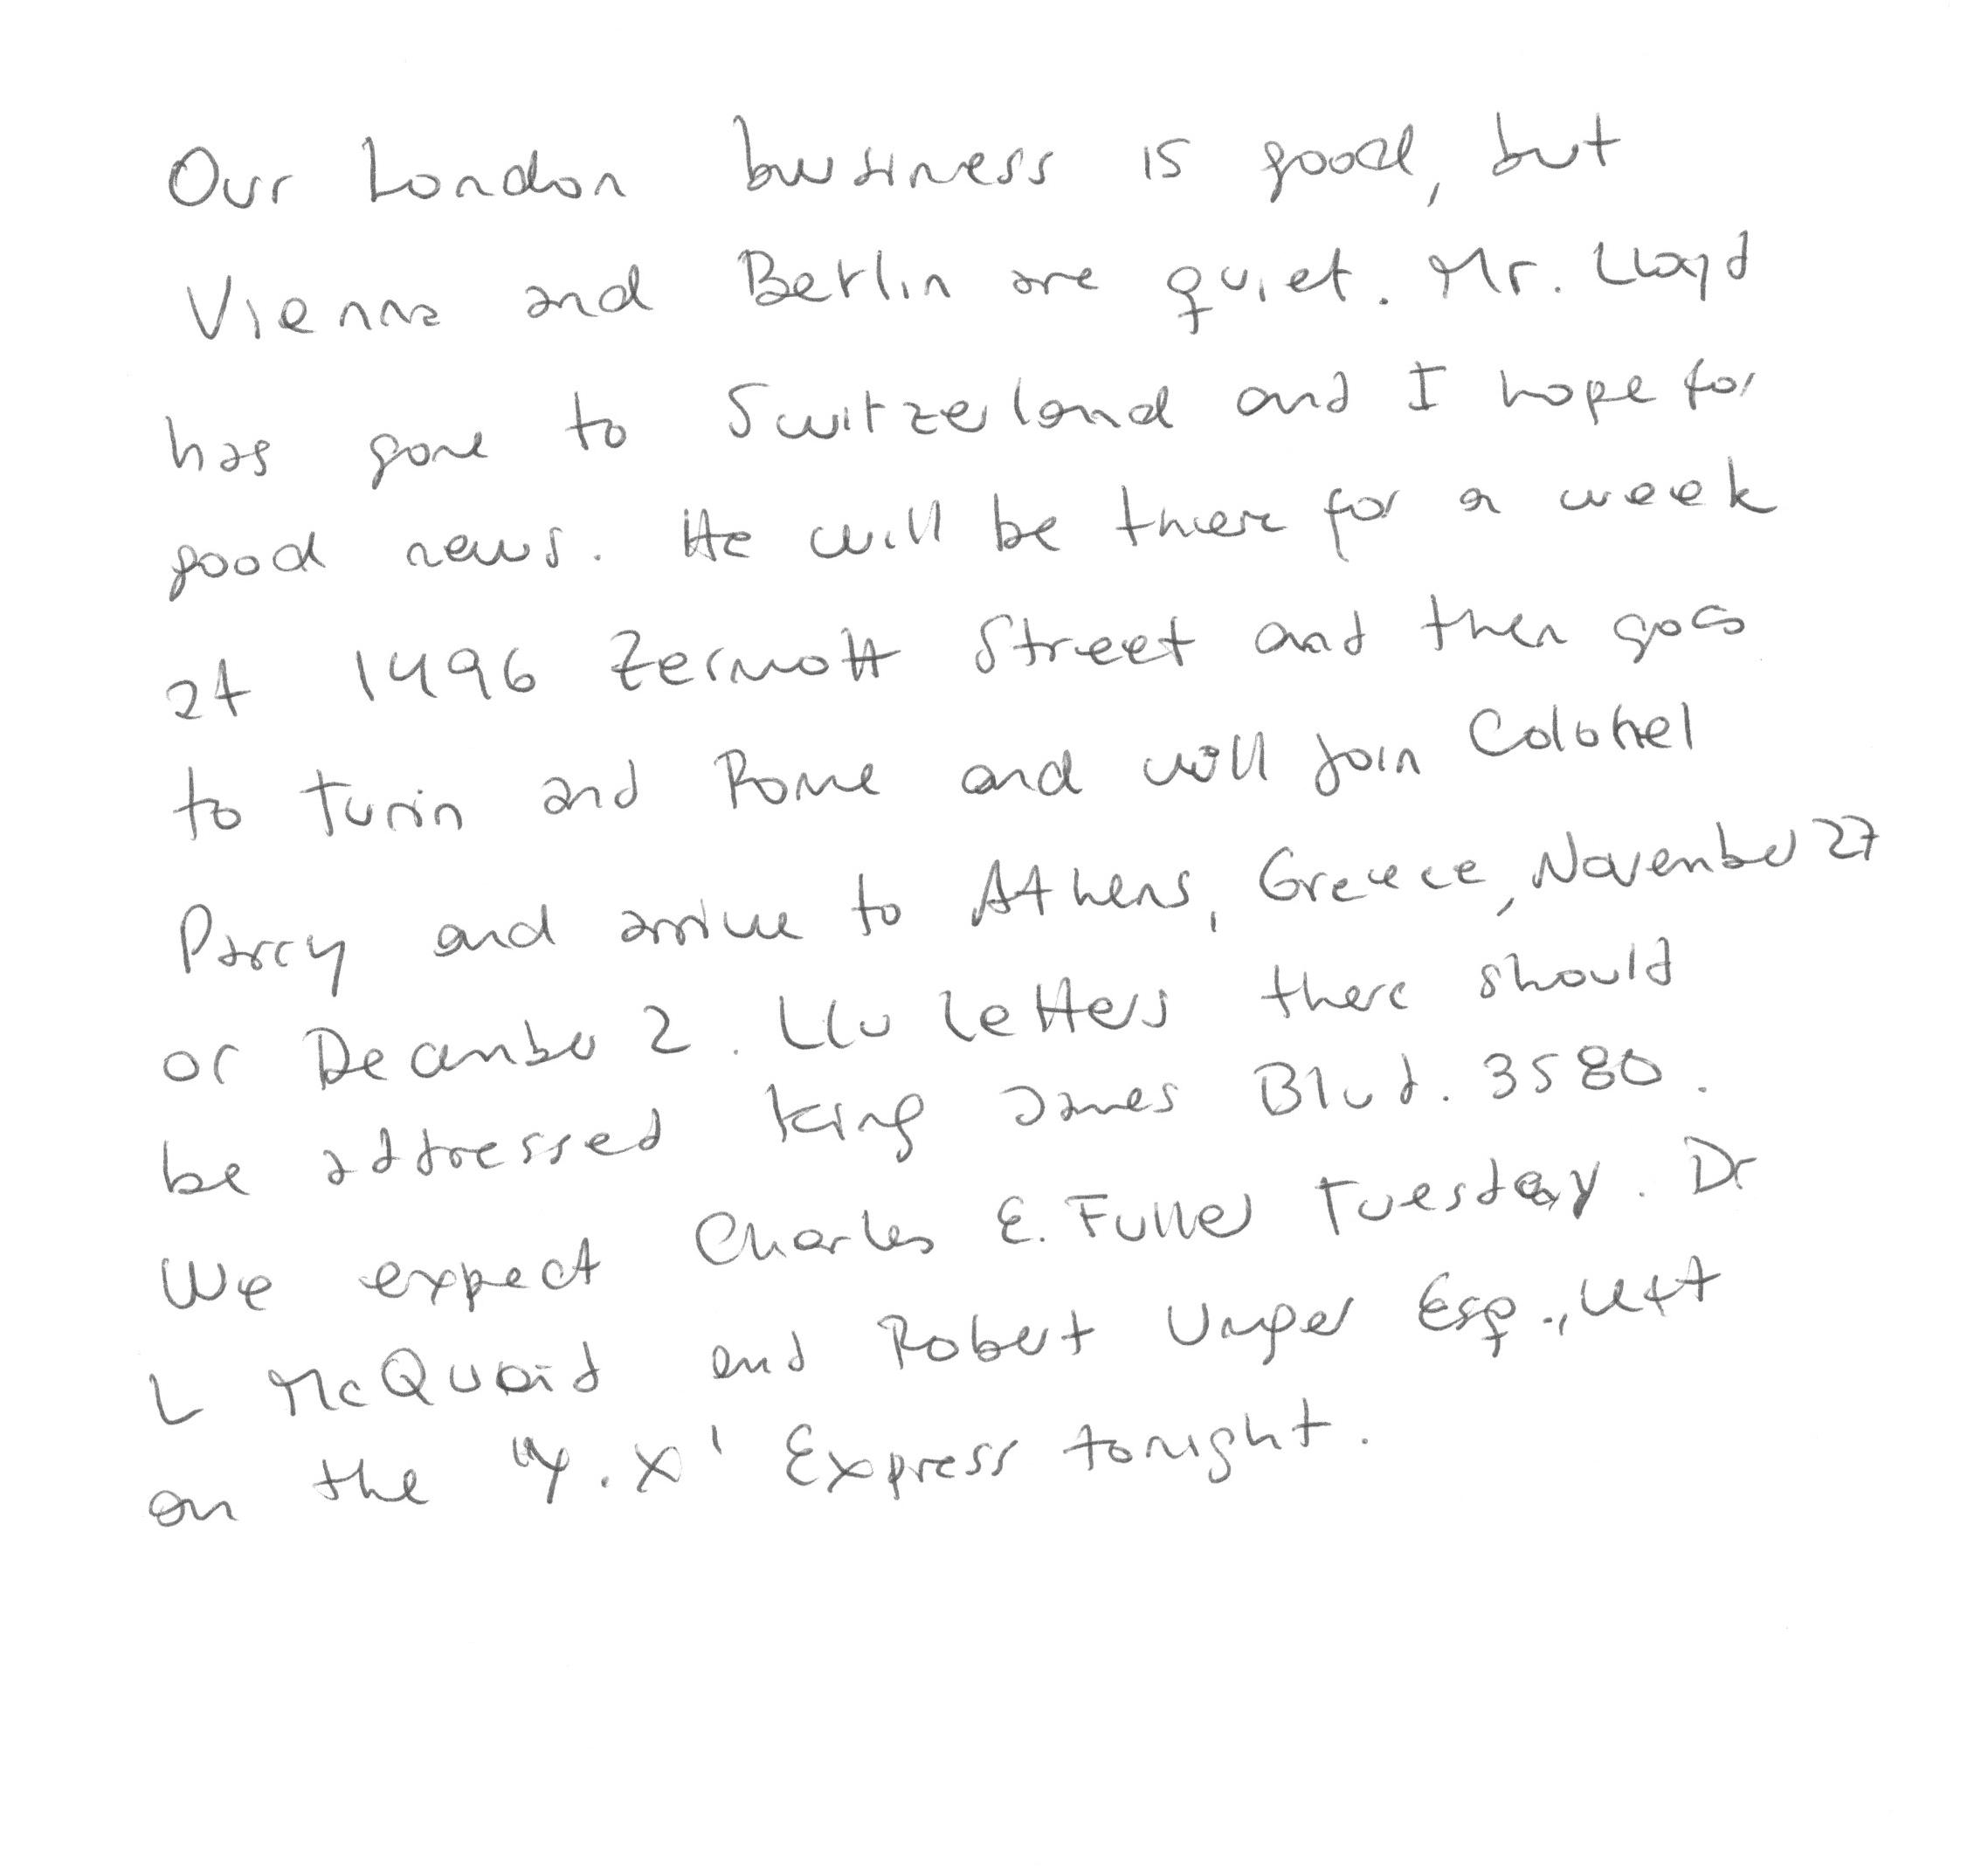 Our London business is good, but
Vienna and Berlin are quiet. Mr. Lloyd
has gone to Switzerland and I hope for
good news. He will be there for a week
at 1496 Zermott Street and then goes
to Turin and Rome and will join Colonel
Parcy and arrive to Athens, Greece, November 27
or December 2. letters there should
be addressed King James Blvd. 3580.
We expect Charles E. Fuller Tuesday. Dr
L McQuaid and Robert Unger Esq., left
on the "Y.X' Express tonight.